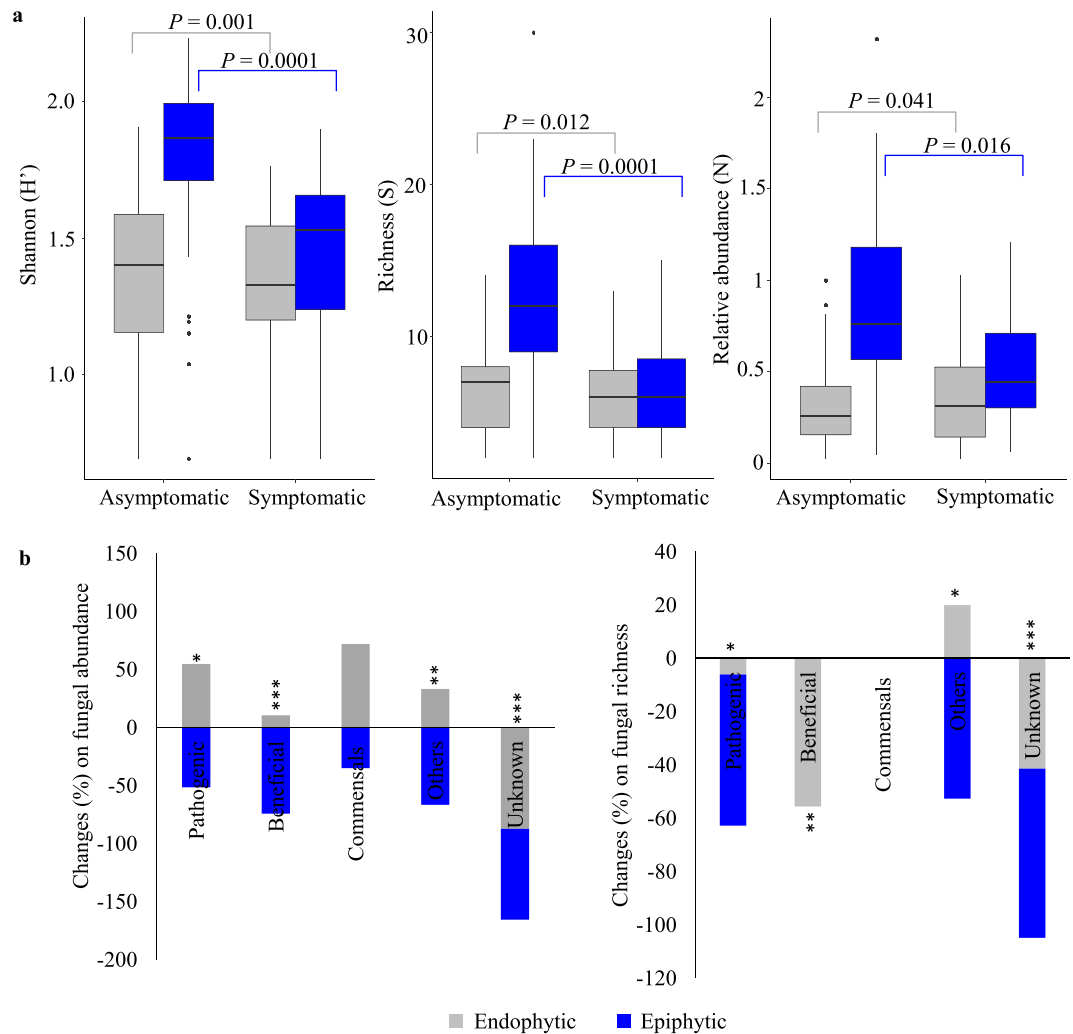 a
P = 0.001
P = 0.0001
Shannon (H’)
2.0
1.5
1.0
Asymptomatic
Symptomatic
P = 0.012
P = 0.0001
Richness (S)
30
20
10
Asymptomatic
Symptomatic
P = 0.041
P = 0.016
Relative abundance (N)
2
1.5
1
0.5
0
Asymptomatic
Symptomatic
b
Changes (%) on fungal abundance
150
100
50
0
-50
-100
-150
-200
*
***
**
***
Pathogenic
Beneficial
Commensals
Others
Unknown
Changes (%) on fungal richness
40
20
0
-20
-40
-60
-80
-100
-120
*
**
*
***
Pathogenic
Beneficial
Commensals
Others
Unknown
Endophytic
Epiphytic